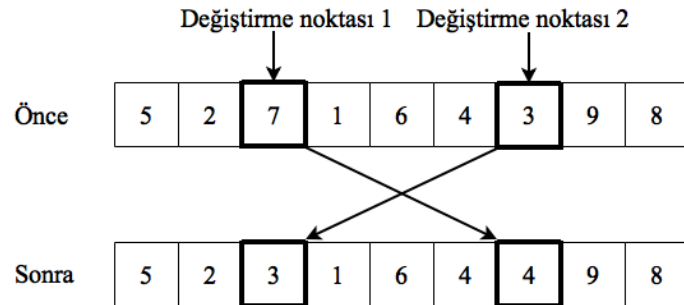 Değiştirme noktası 1 Değiştirme noktası 2
Önce 5 2 7 1 6 4 3 9 8
Sonra 5 2 3 1 6 4 4 9 8